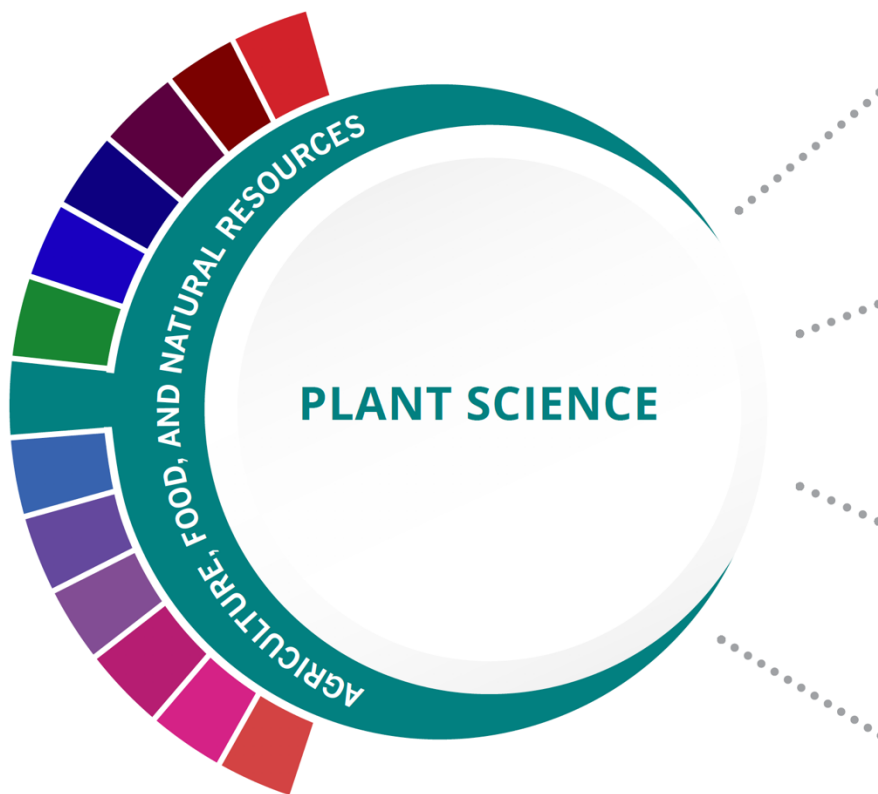 AGRICULTURE, FOOD, AND NATURAL RESOURCES
PLANT SCIENCE